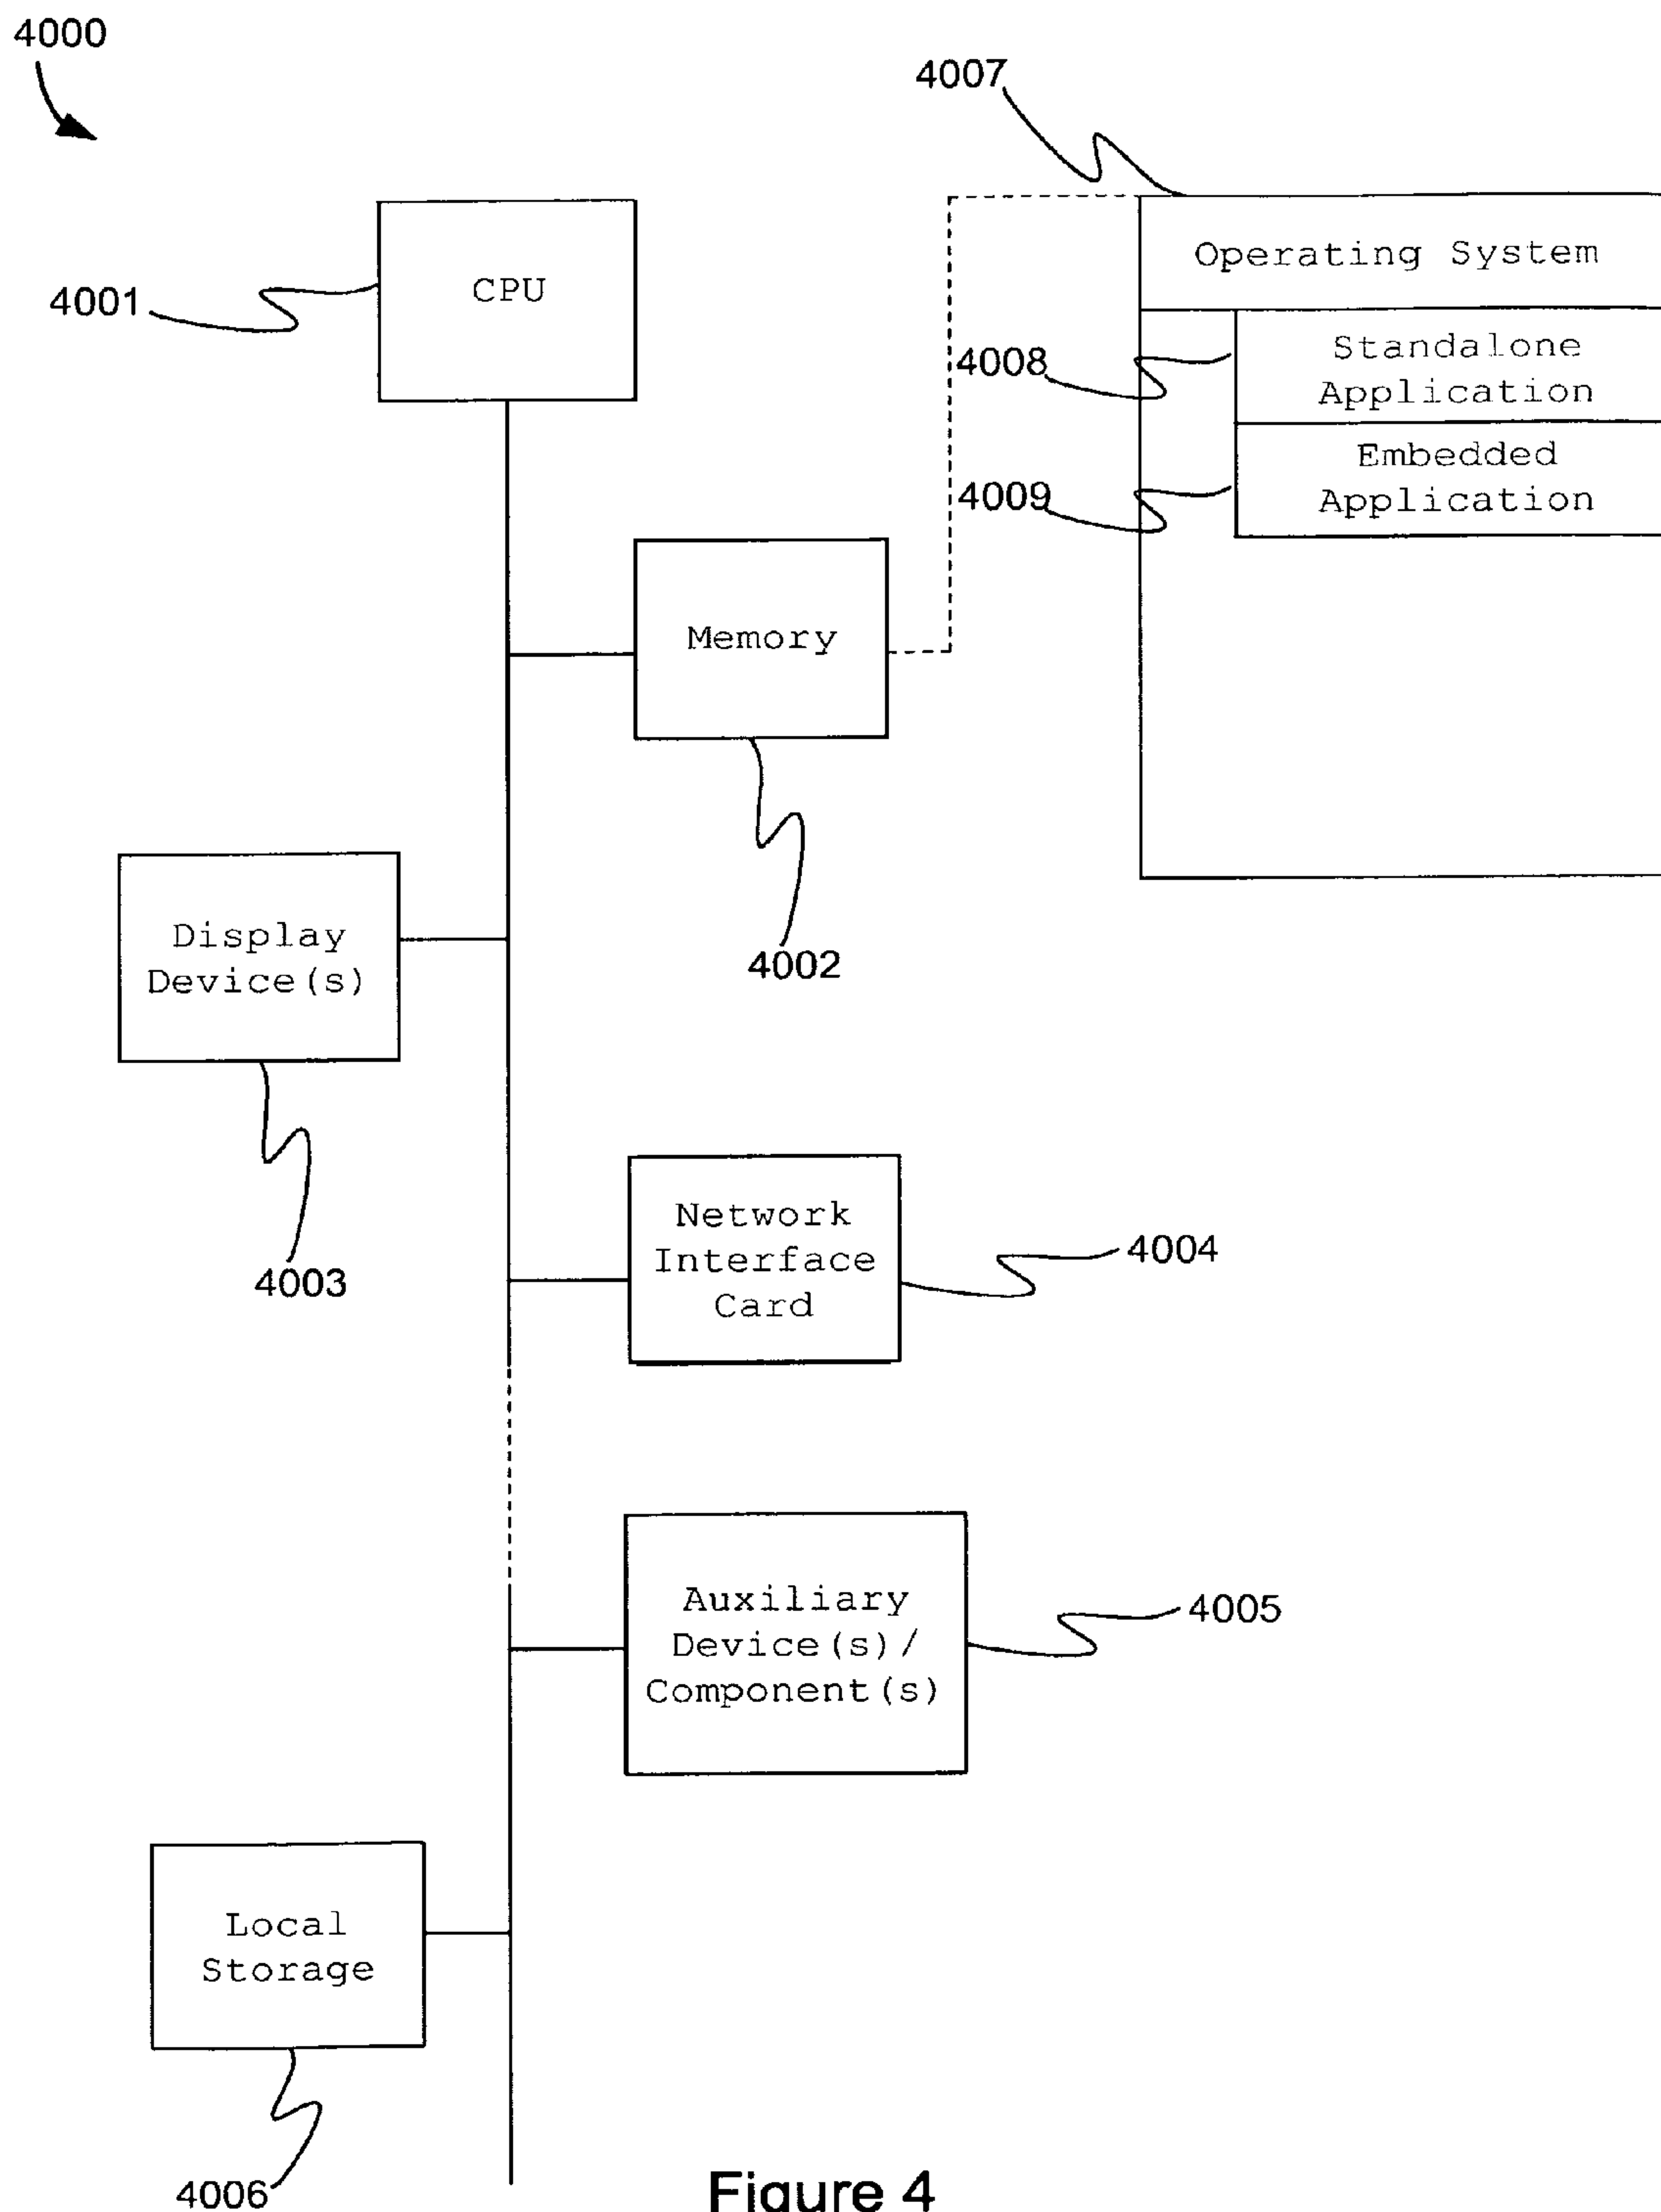 4000
4007
Operating System
CPU
4001
Standalone
Application
4008
Embedded
Application
4009
Memory
4002
Display
Device(s)
4003
Network
Interface
Card
4004
Auxiliary
Device(s)/
Component(s)
4005
Local
Storage
4006
Figure 4